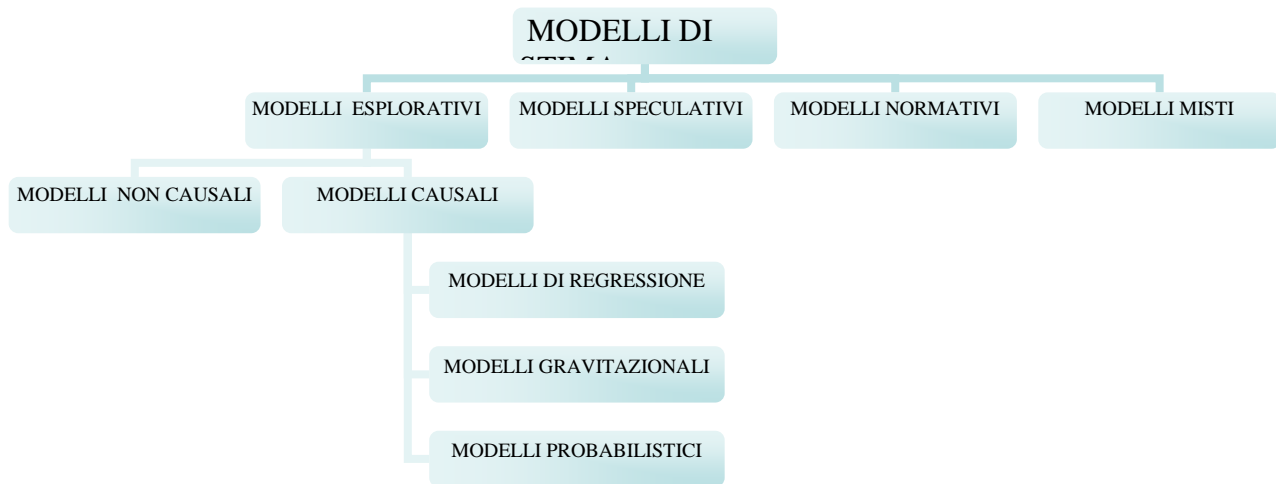 MODELLI DI
STIMA
MODELLI ESPLORATIVI
MODELLI SPECULATIVI
MODELLI NORMATIVI
MODELLI MISTI
MODELLI NON CAUSALI
MODELLI CAUSALI
MODELLI DI REGRESSIONE
MODELLI GRAVITAZIONALI
MODELLI PROBABILISTICI